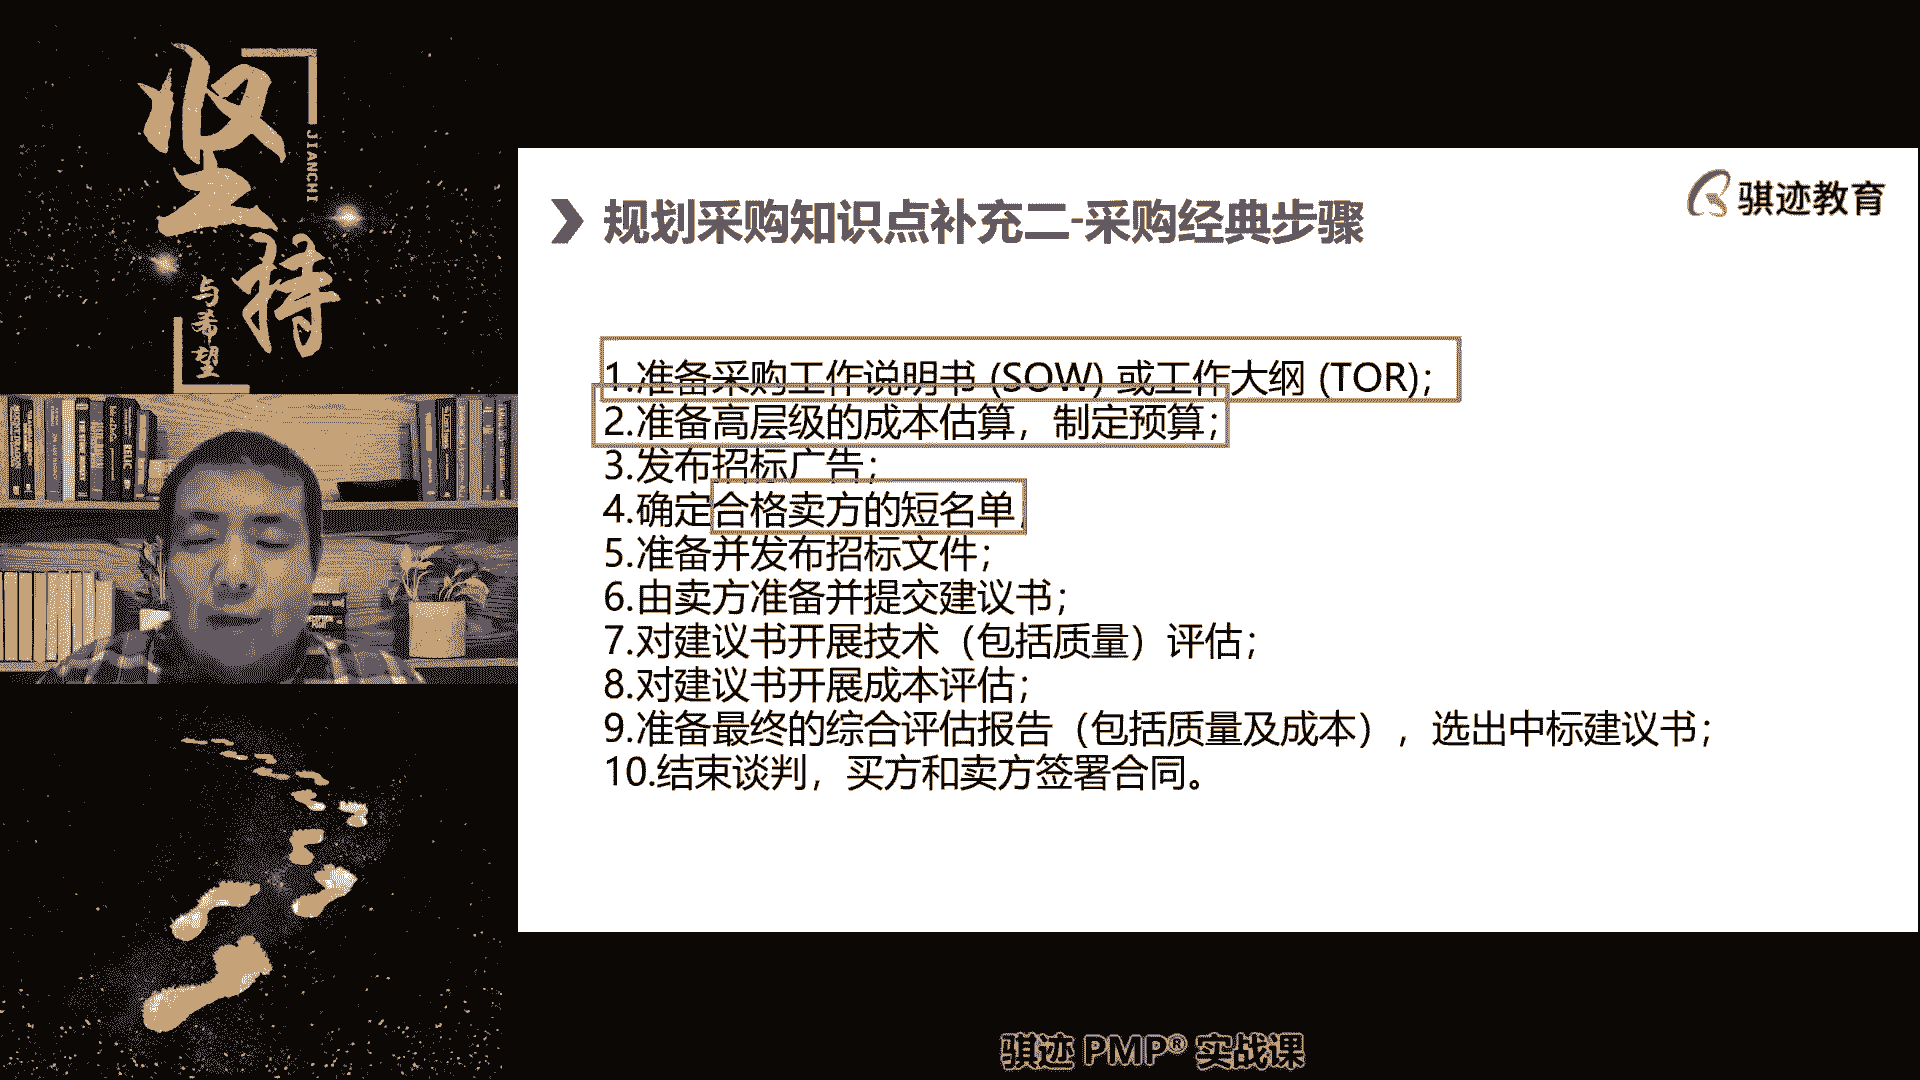 坚持
JIANCHI
与希望
骐迹教育
规划采购知识点补充二-采购经典步骤
1.准备采购工作说明书 (SOW) 或工作大纲 (TOR)；
2.准备高层级的成本估算，制定预算；
3.发布招标广告；
4.确定合格卖方的短名单
5.准备并发布招标文件；
6.由卖方准备并提交建议书；
7.对建议书开展技术（包括质量）评估；
8.对建议书开展成本评估；
9.准备最终的综合评估报告（包括质量及成本），选出中标建议书；
10.结束谈判，买方和卖方签署合同。
骐迹 PMP® 实战课